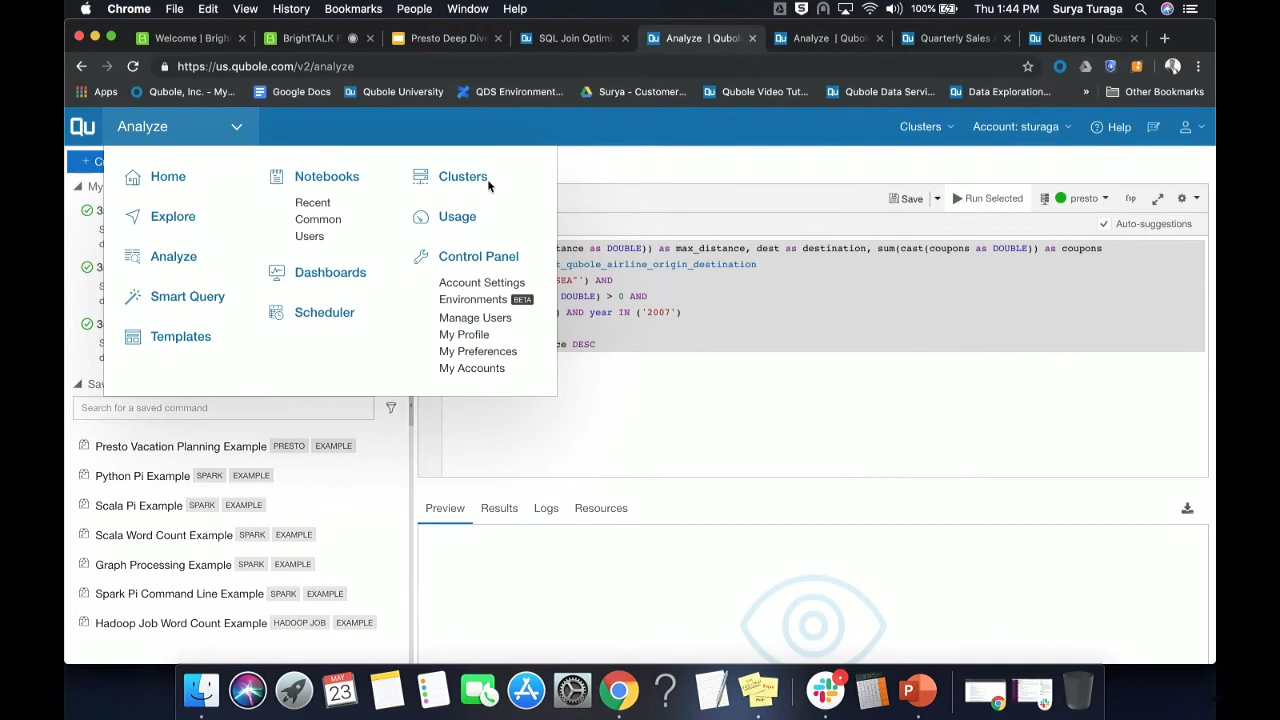 Chrome File Edit View History Bookmarks People Window Help 100% Thu 1:44 PM Surya Turaga
Welcome | Brigh BrightTALK P Presto Deep Div SQL Join Optimi Analyze | Qubol Analyze | Qubo Quarterly Sales Clusters | Qubo
https://us.qubole.com/v2/analyze
Apps Qubole, Inc. - My... Google Docs Qubole University QDS Environment... Surya - Customer... Qubole Video Tut... Qubole Data Servi... Data Exploration... » Other Bookmarks
Qu Analyze Clusters Account: sturaga Help
+ C
My
Home
Explore
Analyze
Smart Query
Templates
Notebooks
Recent
Common
Users
Dashboards
Scheduler
Clusters
Usage
Control Panel
Account Settings
Environments BETA
Manage Users
My Profile
My Preferences
My Accounts
Save Run Selected presto
Auto-suggestions
tance as DOUBLE)) as max_distance, dest as destination, sum(cast(coupons as DOUBLE)) as coupons
t_qubole_airline_origin_destination
SEA"') AND
DOUBLE) > 0 AND
) AND year IN ('2007')
ce DESC
Sav
Search for a saved command
Presto Vacation Planning Example PRESTO EXAMPLE
Python Pi Example SPARK EXAMPLE
Scala Pi Example SPARK EXAMPLE
Scala Word Count Example SPARK EXAMPLE
Graph Processing Example SPARK EXAMPLE
Spark Pi Command Line Example SPARK EXAMPLE
Hadoop Job Word Count Example HADOOP JOB EXAMPLE
Preview Results Logs Resources
MAY
23